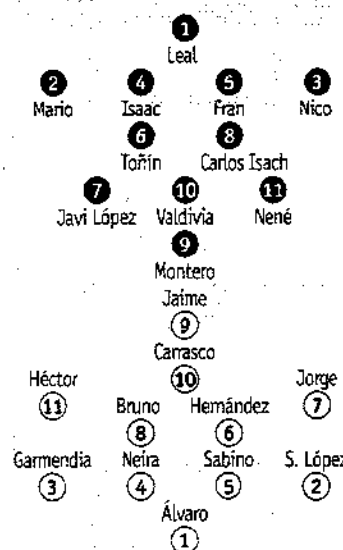 1
Leal
2 4 5 3
Mario Isaac Fran Nico
6 8
Toñín Carlos Isach
7 10 11
Javi López Valdivia Nené
9
Montero
Jaime
9
Carrasco
10
Héctor Jorge
11 7
Bruno Hernández
8 6
Garmendia Neira Sabino S. López
3 4 5 2
Álvaro
1